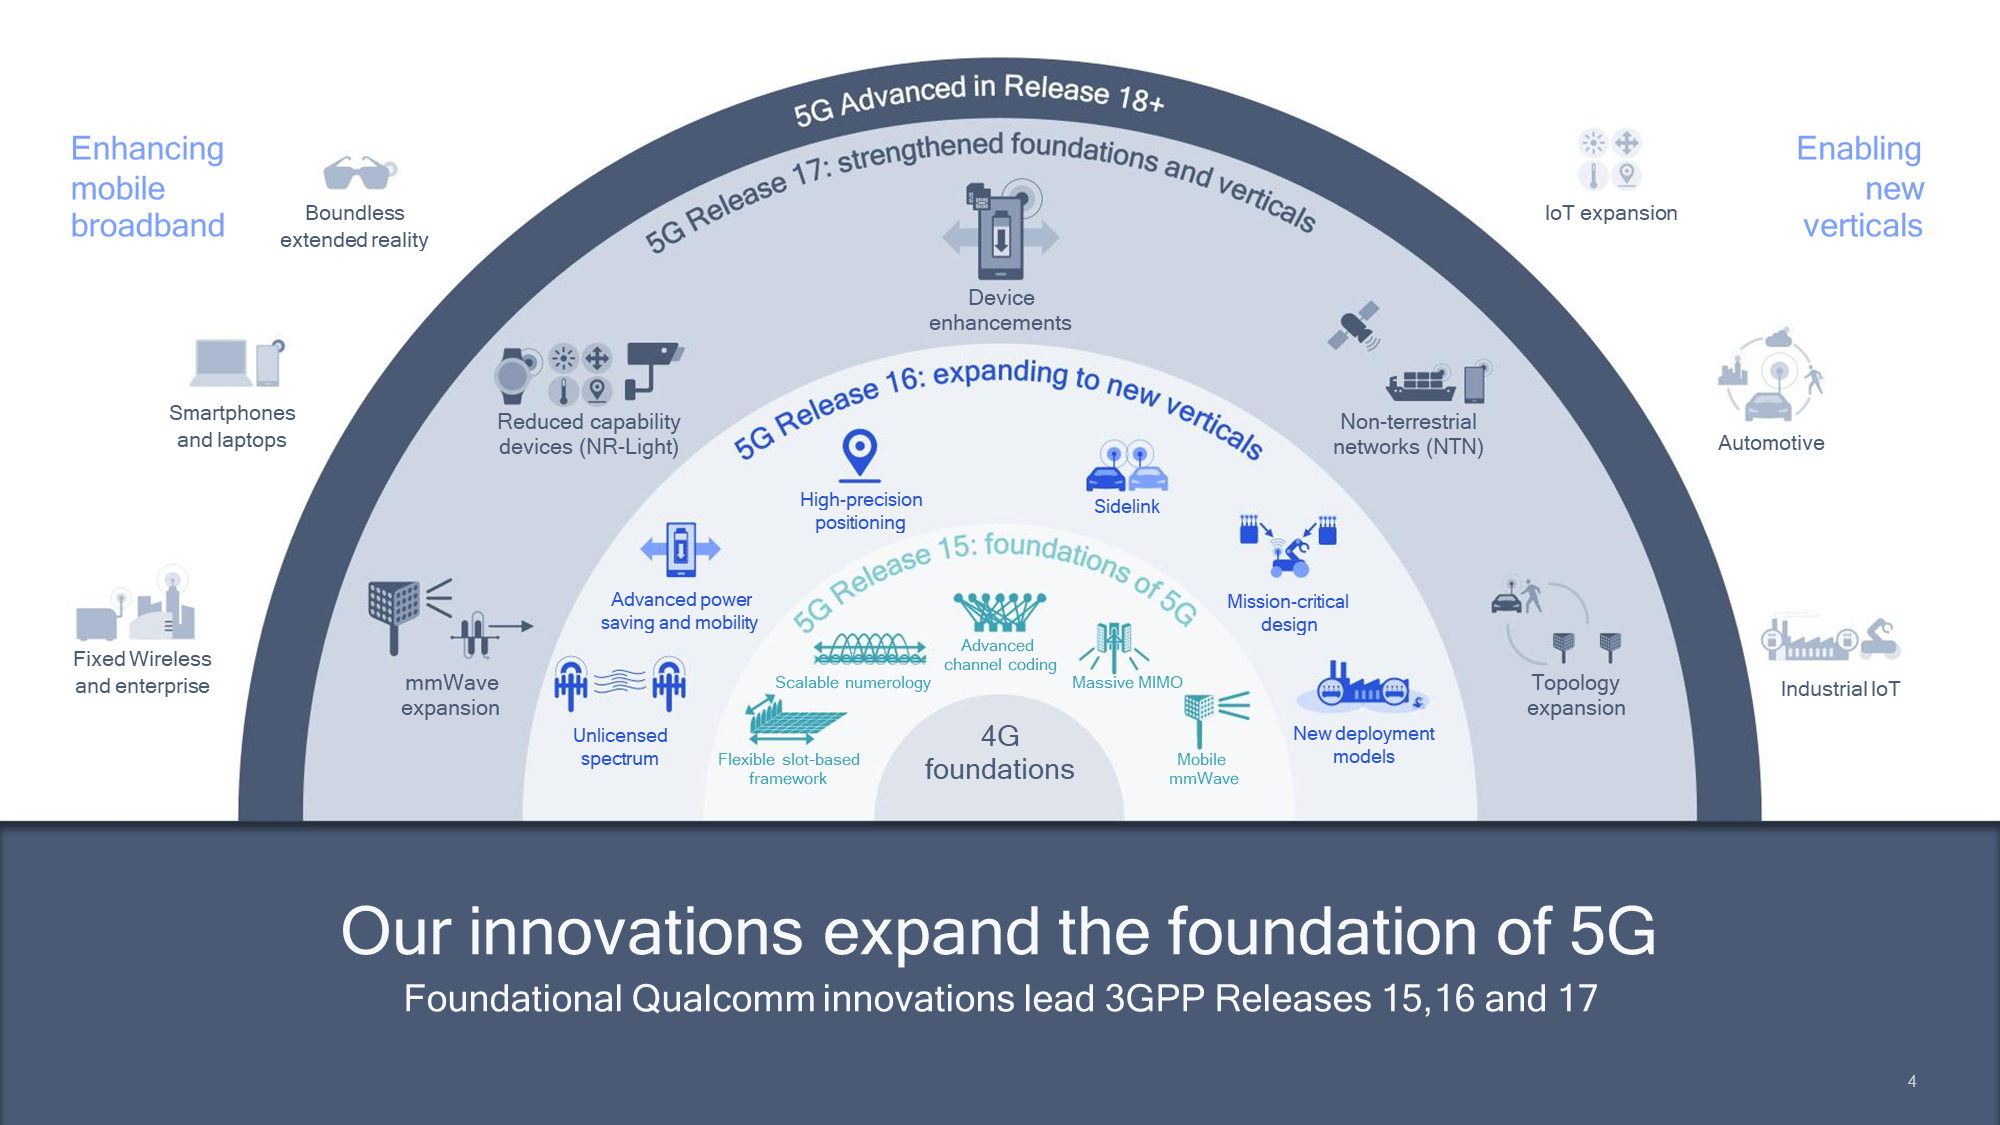 5G Advanced in Release 18+
5G Release 17: strengthened foundations and verticals
Enhancing
mobile
broadband
Boundless
extended reality
Smartphones
and laptops
Fixed Wireless
and enterprise
Enabling
new
verticals
IoT expansion
Automotive
Industrial IoT
Device
enhancements
Reduced capability
devices (NR-Light)
Non-terrestrial
networks (NTN)
mmWave
expansion
Topology
expansion
5G Release 16: expanding to new verticals
High-precision
positioning
Sidelink
Advanced power
saving and mobility
Mission-critical
design
Unlicensed
spectrum
New deployment
models
5G Release 15: foundations of 5G
Advanced
channel coding
Scalable numerology
Massive MIMO
Flexible slot-based
framework
Mobile
mmWave
4G
foundations
Our innovations expand the foundation of 5G
Foundational Qualcomm innovations lead 3GPP Releases 15,16 and 17
4